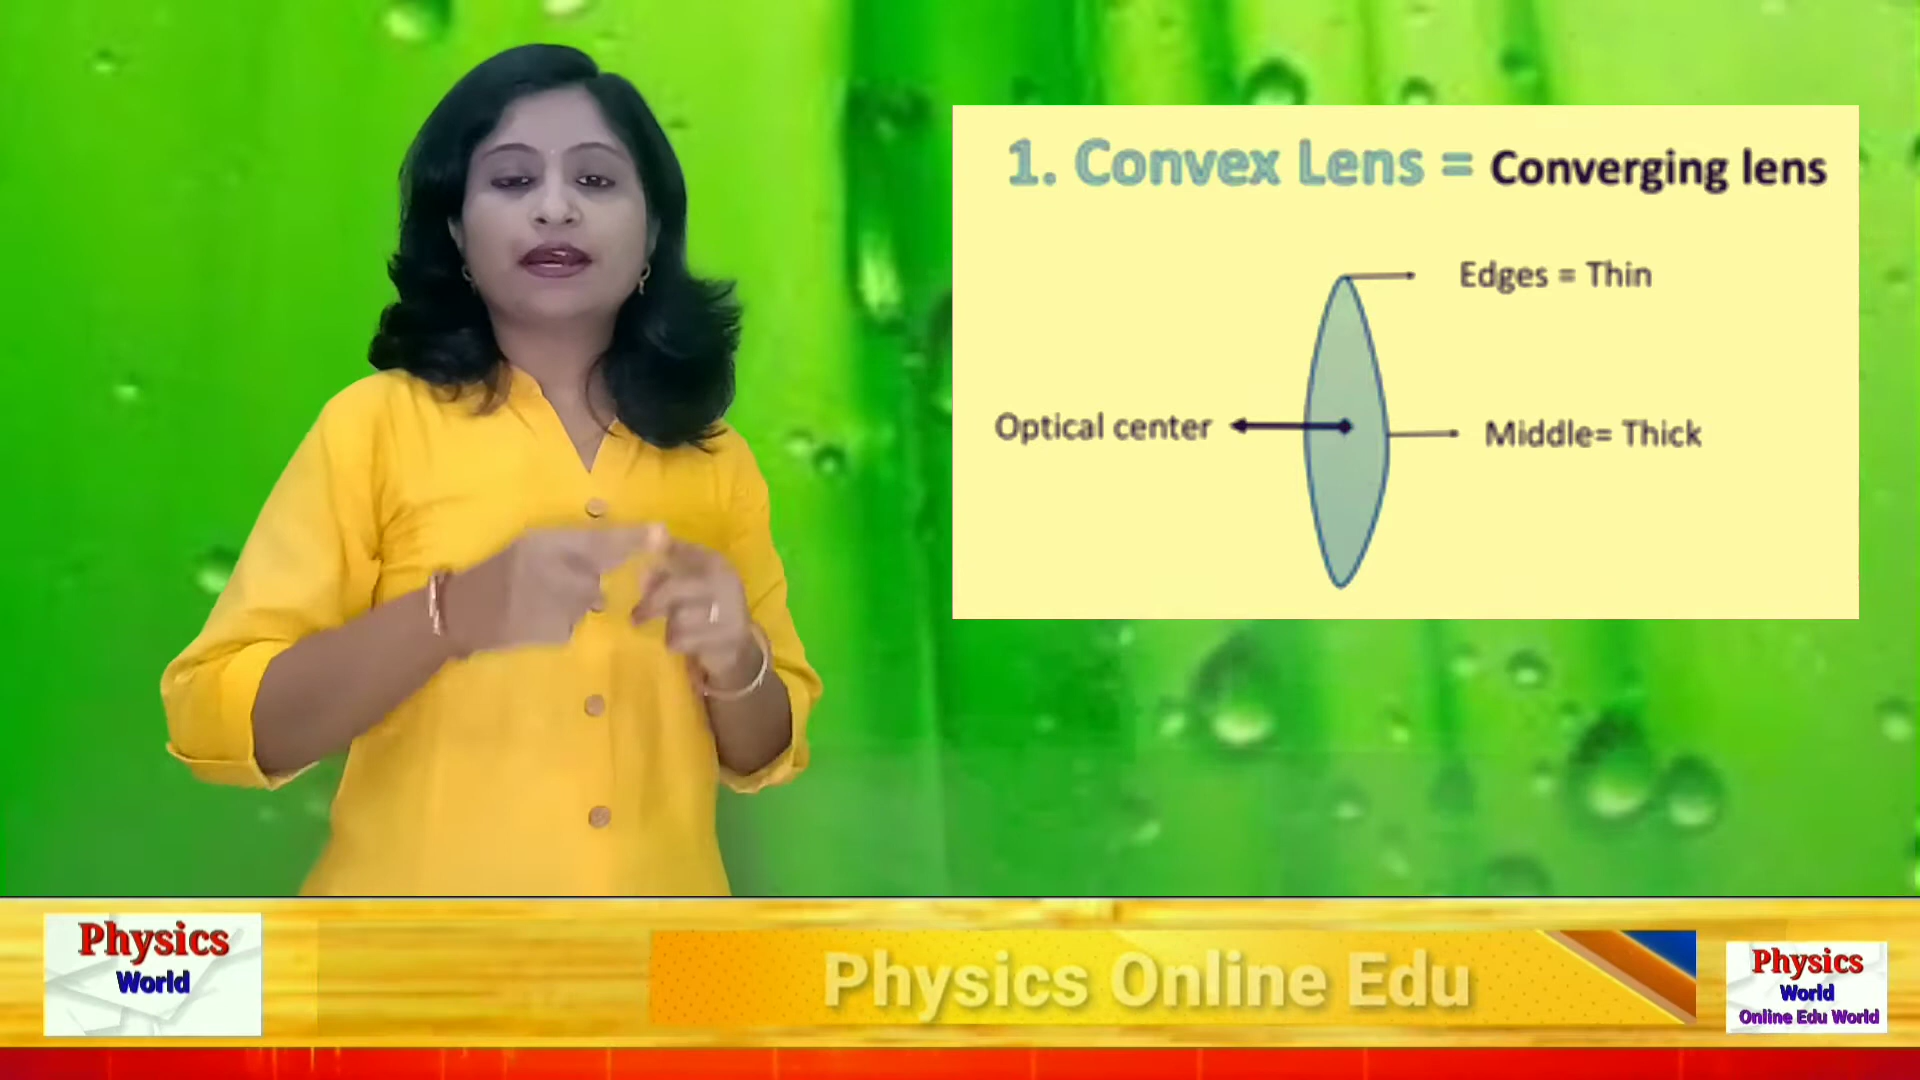 1. Convex Lens = Converging lens
Edges = Thin
Optical center
Middle= Thick
Physics
World
Physics Online Edu
Physics
World
Online Edu World